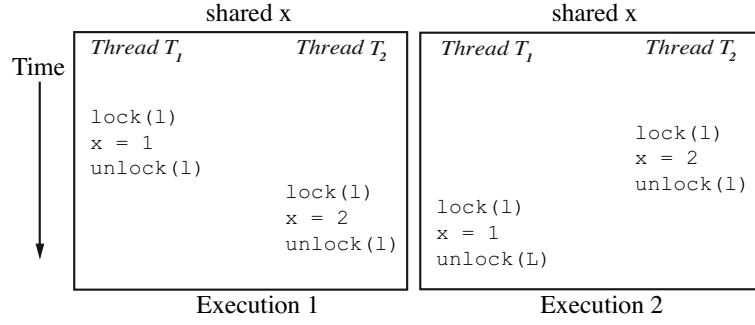 shared x
shared x
Time
Thread T1
Thread T2
lock(l)
x = 1
unlock(l)
lock(l)
x = 2
unlock(l)
Execution 1
Thread T1
Thread T2
lock(l)
x = 2
unlock(l)
lock(l)
x = 1
unlock(L)
Execution 2